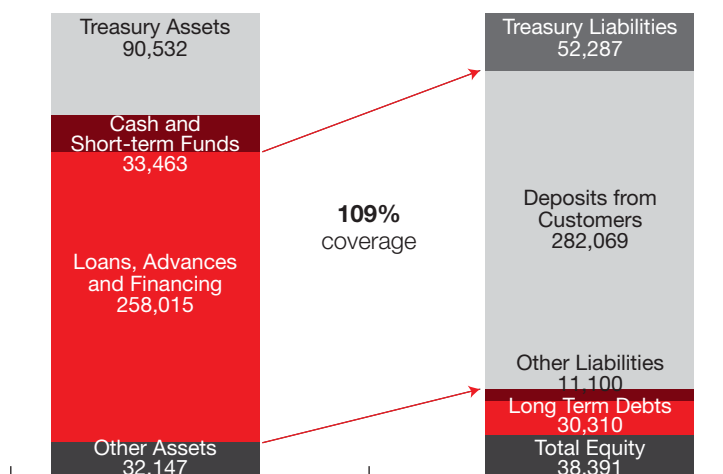 Treasury Assets
90,532
Cash and
Short-term Funds
33,463
Loans, Advances
and Financing
258,015
Other Assets
32,147
109%
coverage
Treasury Liabilities
52,287
Deposits from
Customers
282,069
Other Liabilities
11,100
Long Term Debts
30,310
Total Equity
38,391